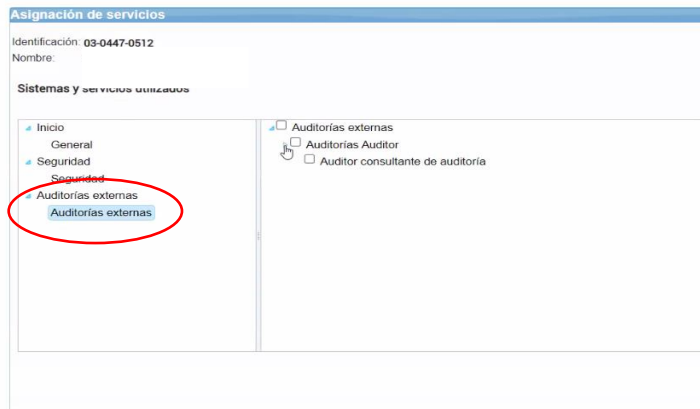 Asignación de servicios
Identificación: 03-0447-0512
Nombre:
Sistemas y servicios utilizados
Inicio
General
Seguridad
Seguridad
Auditorías externas
Auditorías externas
Auditorías externas
Auditorías Auditor
Auditor consultante de auditoría